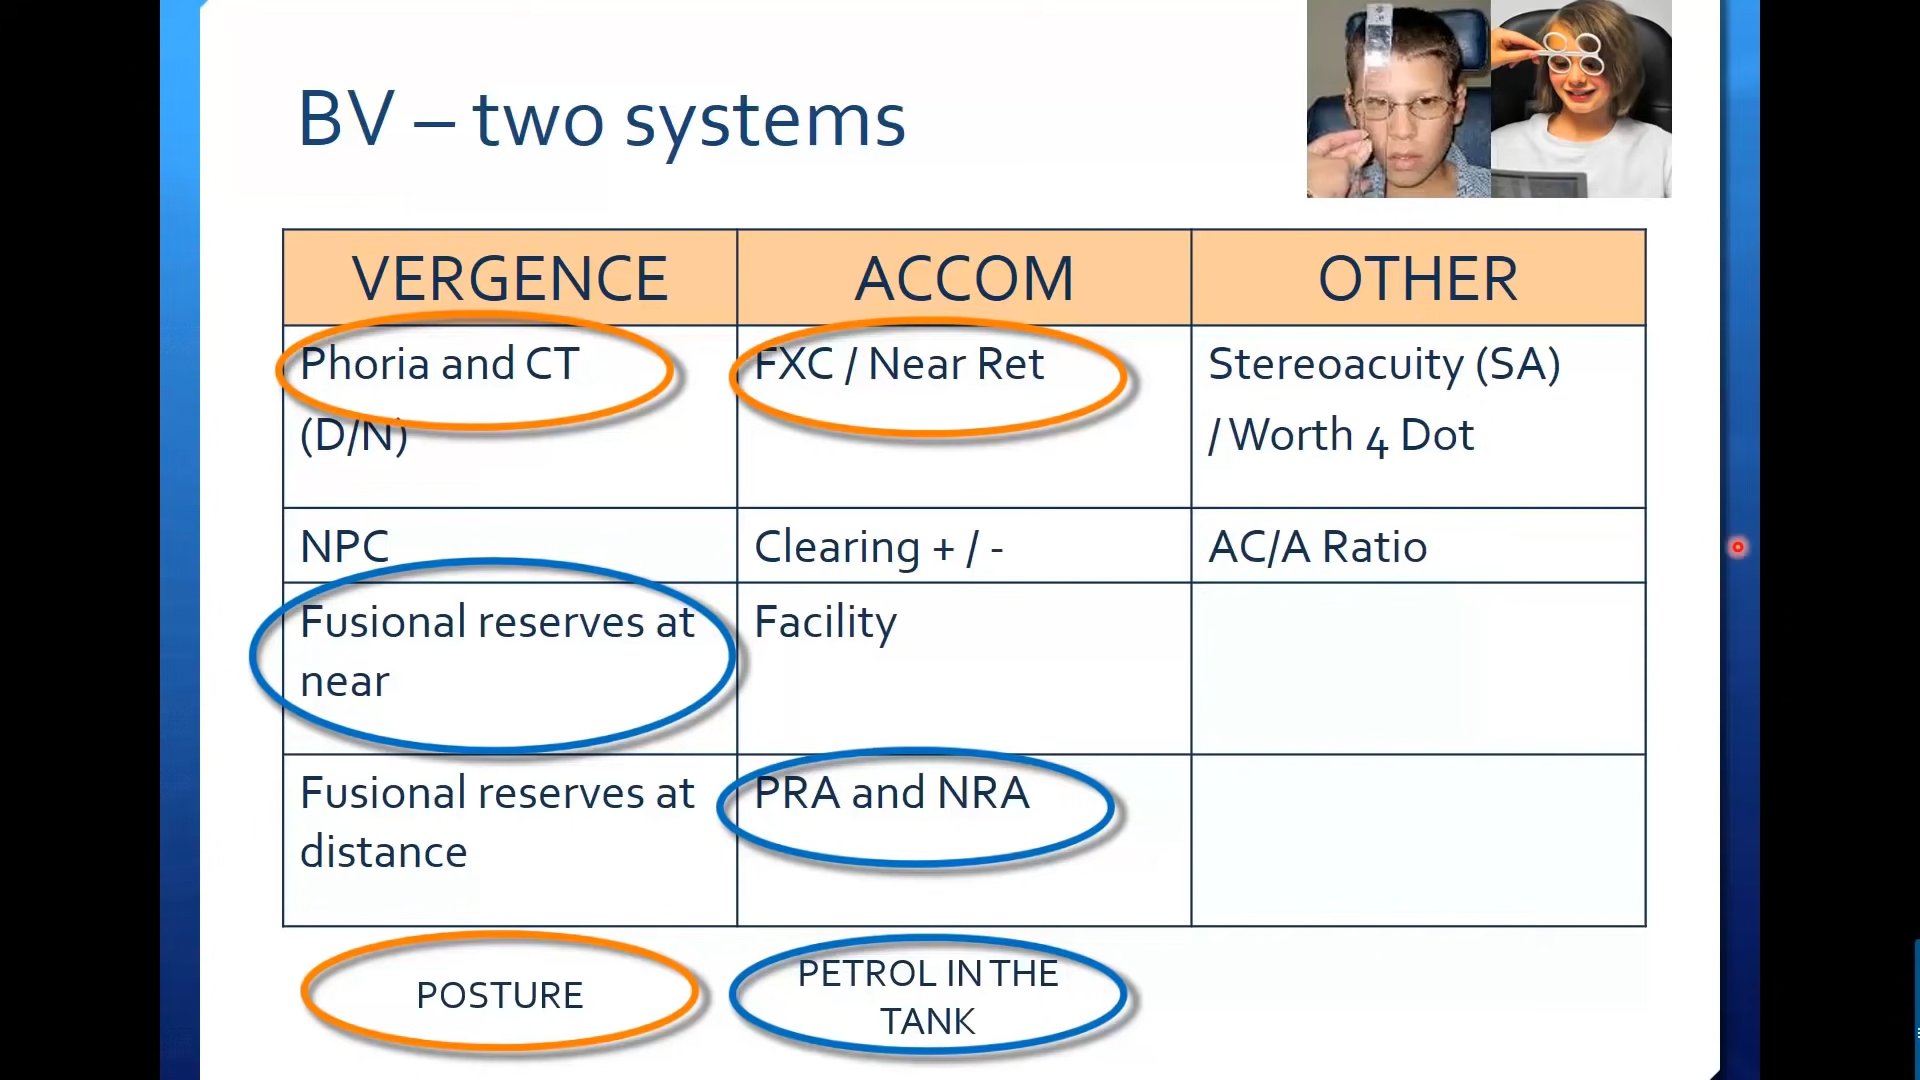 BV – two systems
VERGENCE
ACCOM
OTHER
Phoria and CT
(D/N)
FXC / Near Ret
Stereoacuity (SA)
/ Worth 4 Dot
NPC
Clearing + / -
AC/A Ratio
Fusional reserves at
near
Facility
Fusional reserves at
distance
PRA and NRA
POSTURE
PETROL IN THE
TANK